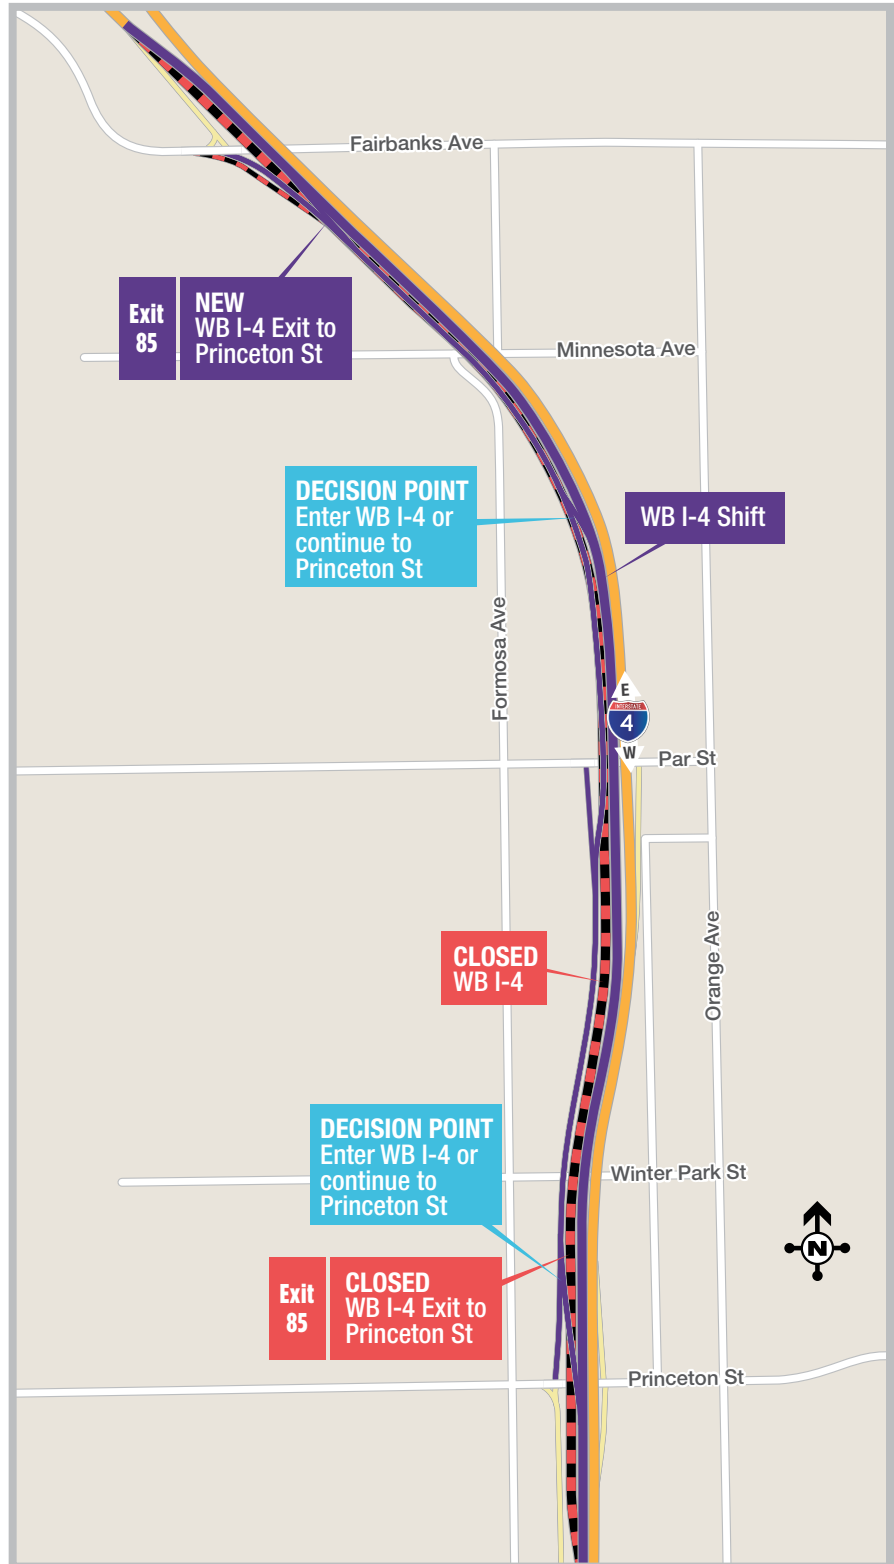 Fairbanks Ave
Exit
85
NEW
WB I-4 Exit to
Princeton St
Minnesota Ave
DECISION POINT
Enter WB I-4 or
continue to
Princeton St
WB I-4 Shift
Formosa Ave
E
INTERSTATE
4
W
Par St
CLOSED
WB I-4
Orange Ave
DECISION POINT
Enter WB I-4 or
continue to
Princeton St
Winter Park St
N
Exit
85
CLOSED
WB I-4 Exit to
Princeton St
Princeton St